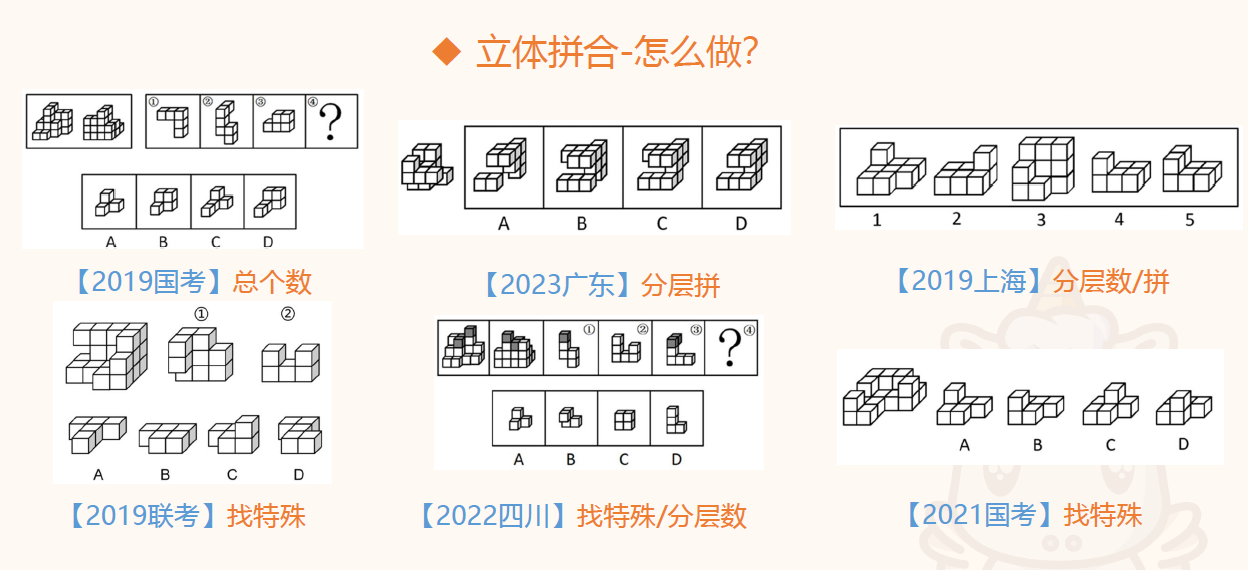 ◆ 立体拼合-怎么做?
① ② ③ ④
?
A B C D
【2019国考】总个数
A B C D
【2023广东】分层拼
1 2 3 4 5
【2019上海】分层数/拼
① ②
A B C D
【2019联考】找特殊
① ② ③ ④
?
A B C D
【2022四川】找特殊/分层数
A B C D
【2021国考】找特殊